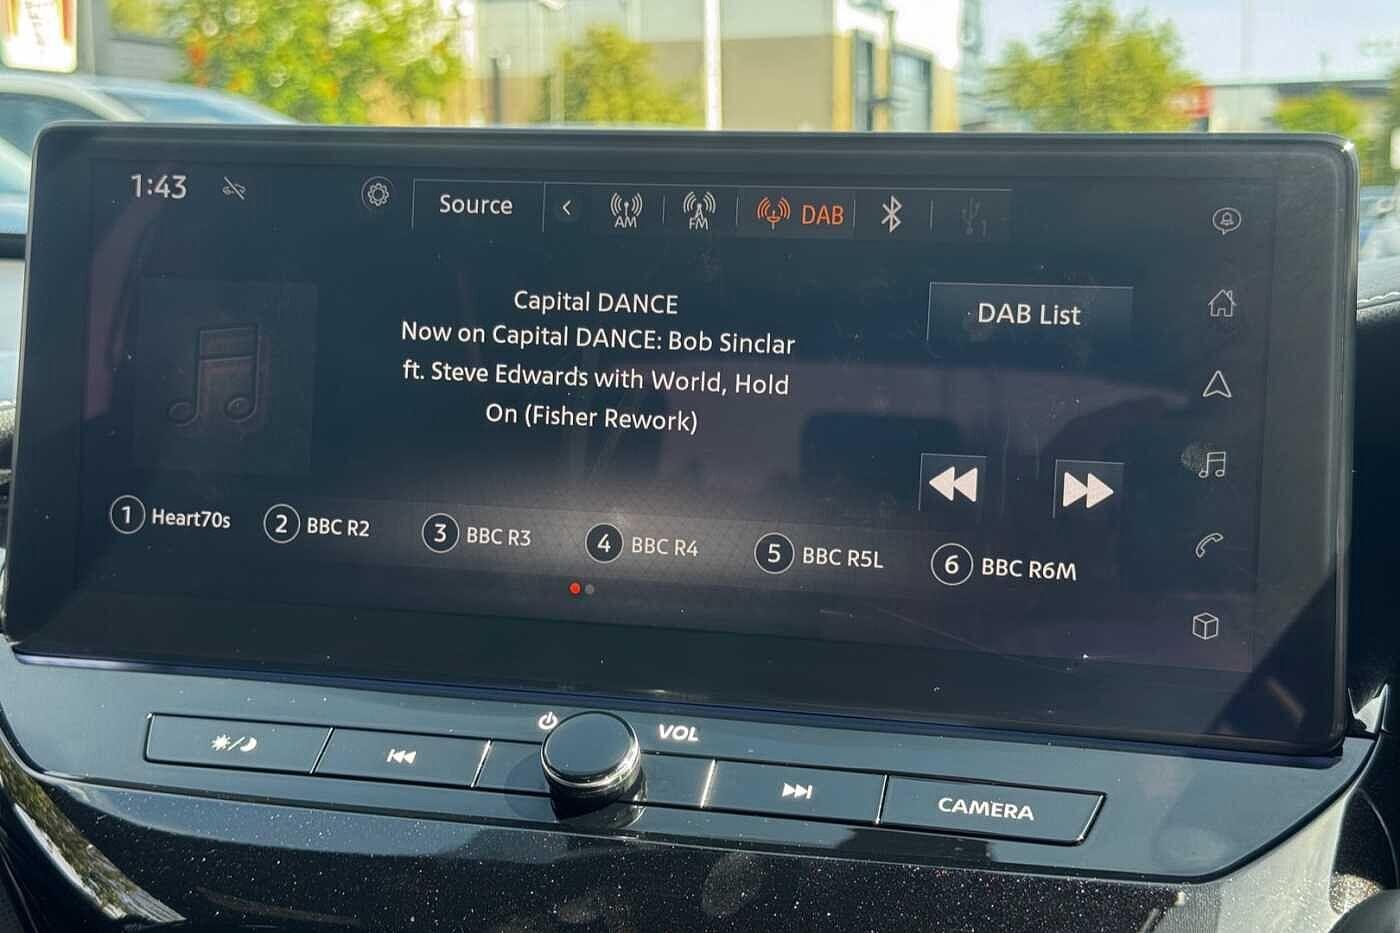 1:43
Source
AM
FM
DAB
1
Capital DANCE
DAB List
Now on Capital DANCE: Bob Sinclar
ft. Steve Edwards with World, Hold
On (Fisher Rework)
1 Heart70s
2 BBC R2
3 BBC R3
4 BBC R4
5 BBC R5L
6 BBC R6M
VOL
CAMERA